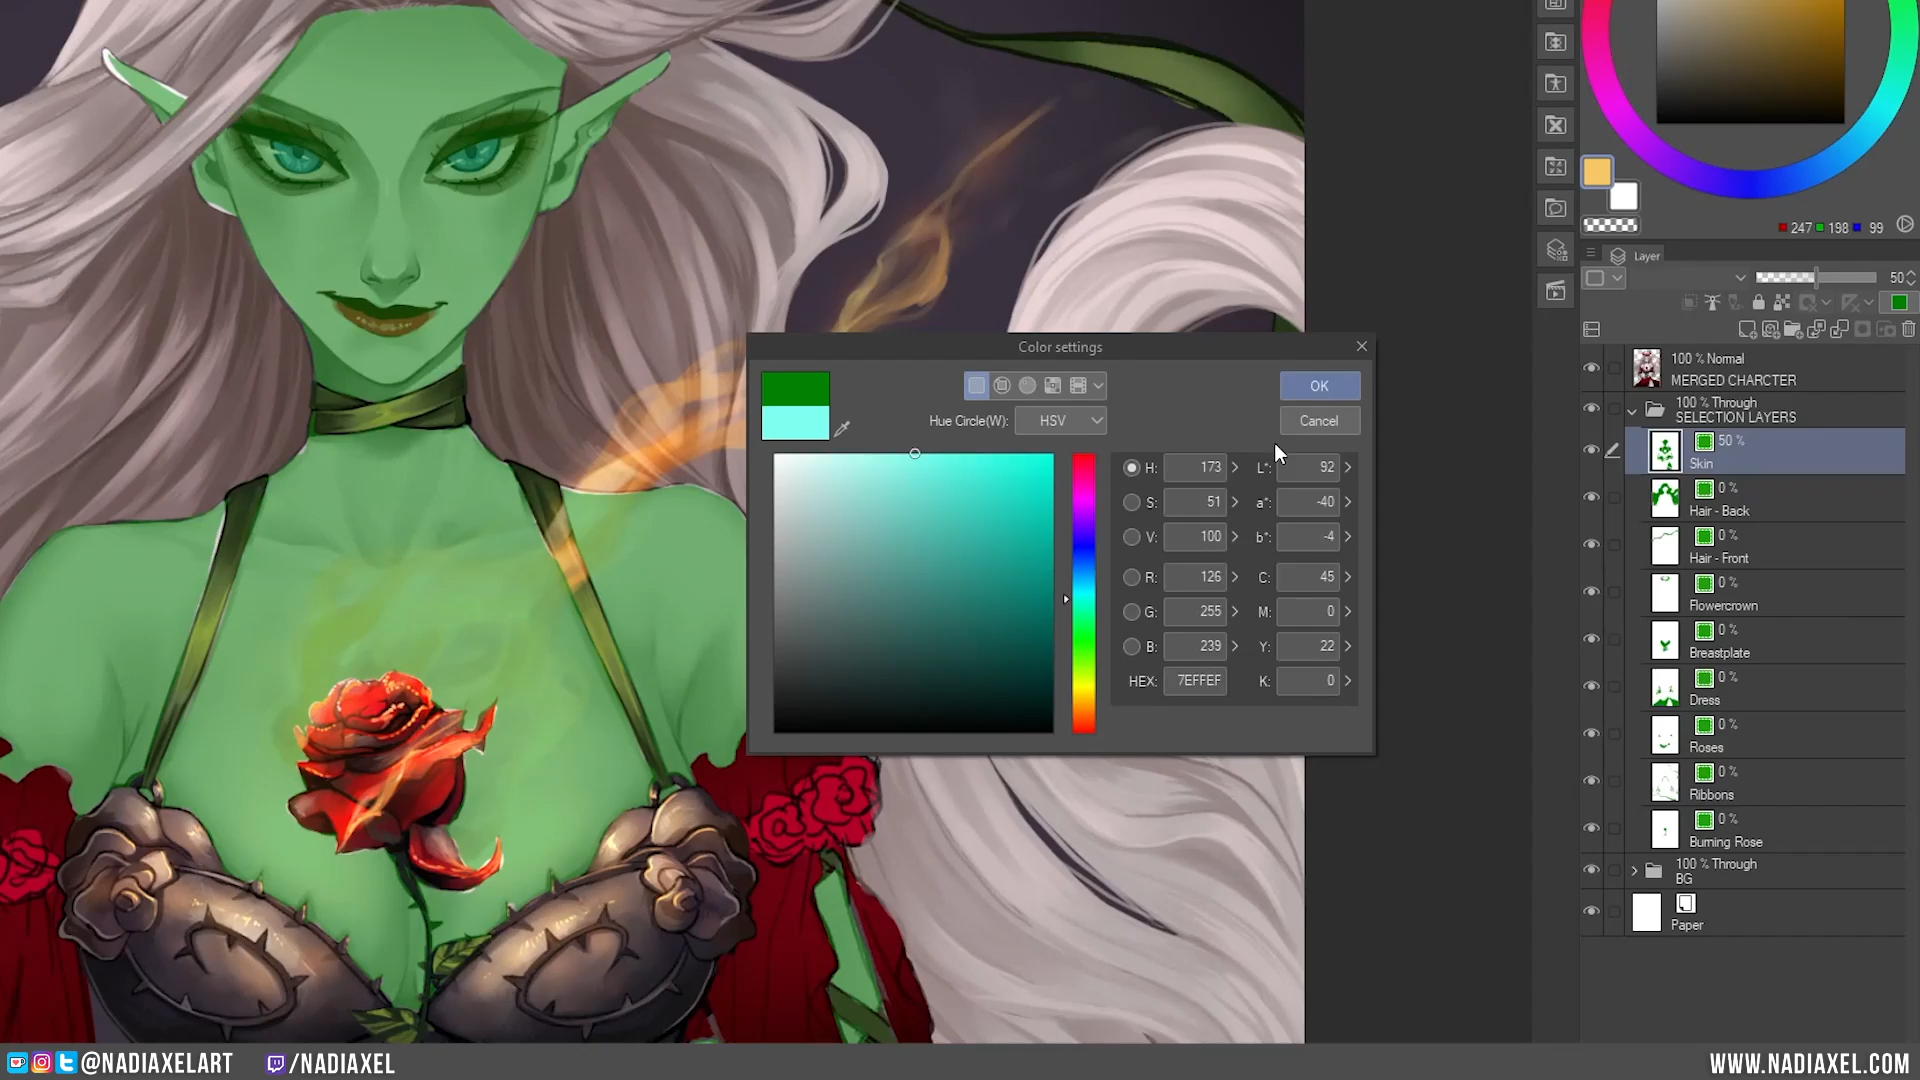 247 198 99
Layer
50
100 % Normal
MERGED CHARCTER
100 % Through
SELECTION LAYERS
50 %
Skin
0 %
Hair - Back
0 %
Hair - Front
0 %
Flowercrown
0 %
Breastplate
0 %
Dress
0 %
Roses
0 %
Ribbons
0 %
Burning Rose
100 % Through
BG
Paper
Color settings
OK
Hue Circle(W): HSV
Cancel
H: 173 L*: 92
S: 51 a*: -40
V: 100 b*: -4
R: 126 C: 45
G: 255 M: 0
B: 239 Y: 22
HEX: 7EFFEF K: 0
@NADIAXELART /NADIAXEL WWW.NADIAXEL.COM